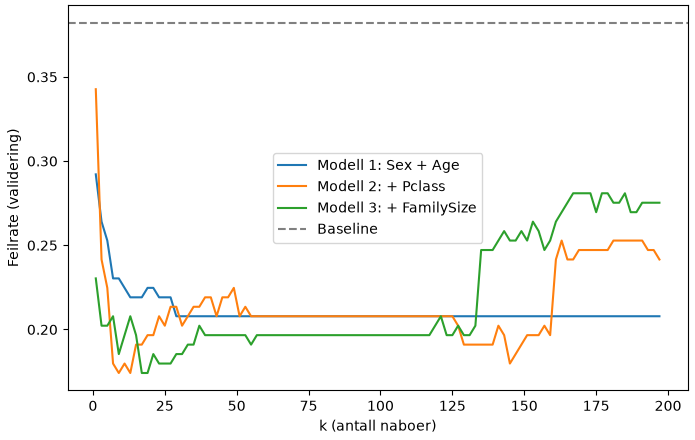 0.35
0.30
0.25
0.20
Feilrate (validering)
Modell 1: Sex + Age
Modell 2: + Pclass
Modell 3: + FamilySize
Baseline
0
25
50
75
100
125
150
175
200
k (antall naboer)